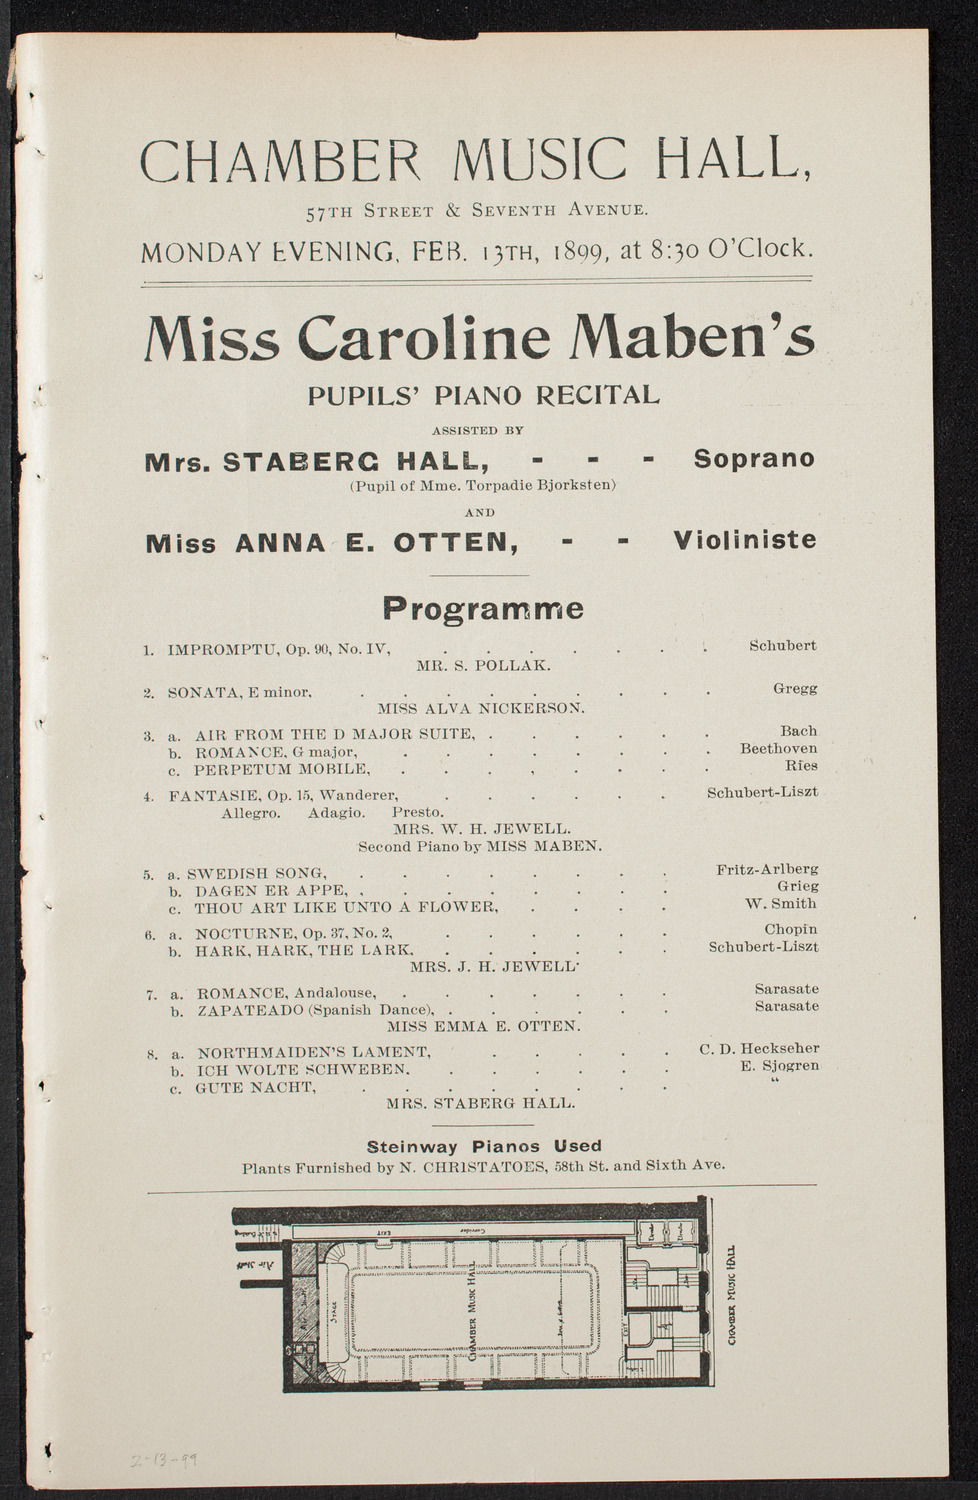 CHAMBER MUSIC HALL,
57TH STREET & SEVENTH AVENUE.
MONDAY EVENING, FEB. 13TH, 1899, at 8:30 O'Clock.
Miss Caroline Maben's
PUPILS' PIANO RECITAL
ASSISTED BY
Mrs. STABERG HALL, - - - Soprano
(Pupil of Mme. Torpadie Bjorksten)
AND
Miss ANNA E. OTTEN, - - Violiniste
Programme
1. IMPROMPTU, Op. 90, No. IV, . . . . . . . Schubert
MR. S. POLLAK.
2. SONATA, E minor, . . . . . . . . . Gregg
MISS ALVA NICKERSON.
3. a. AIR FROM THE D MAJOR SUITE, . . . . . . Bach
b. ROMANCE, G major, . . . . . . . . Beethoven
c. PERPETUM MOBILE, . . . , . . . . Ries
4. FANTASIE, Op. 15, Wanderer, . . . . . . Schubert-Liszt
Allegro. Adagio. Presto.
MRS. W. H. JEWELL.
Second Piano by MISS MABEN.
5. a. SWEDISH SONG, . . . . . . . . Fritz-Arlberg
b. DAGEN ER APPE, . . . . . . . . Grieg
c. THOU ART LIKE UNTO A FLOWER, . . . . W. Smith
6. a. NOCTURNE, Op. 37, No. 2, . . . . . . Chopin
b. HARK, HARK, THE LARK, . . . . . . Schubert-Liszt
MRS. J. H. JEWELL.
7. a. ROMANCE, Andalouse, . . . . . . . Sarasate
b. ZAPATEADO (Spanish Dance), . . . . . . Sarasate
MISS EMMA E. OTTEN.
8. a. NORTHMAIDEN'S LAMENT, . . . . . C. D. Heckseher
b. ICH WOLTE SCHWEBEN, . . . . . . E. Sjogren
c. GUTE NACHT, . . . . . . . . "
MRS. STABERG HALL.
Steinway Pianos Used
Plants Furnished by N. CHRISTATOES, 58th St. and Sixth Ave.
EXIT
Corridor
Air Shaft
STAGE
CHAMBER MUSIC HALL
EXIT
CHAMBER MUSIC HALL
2-13-99